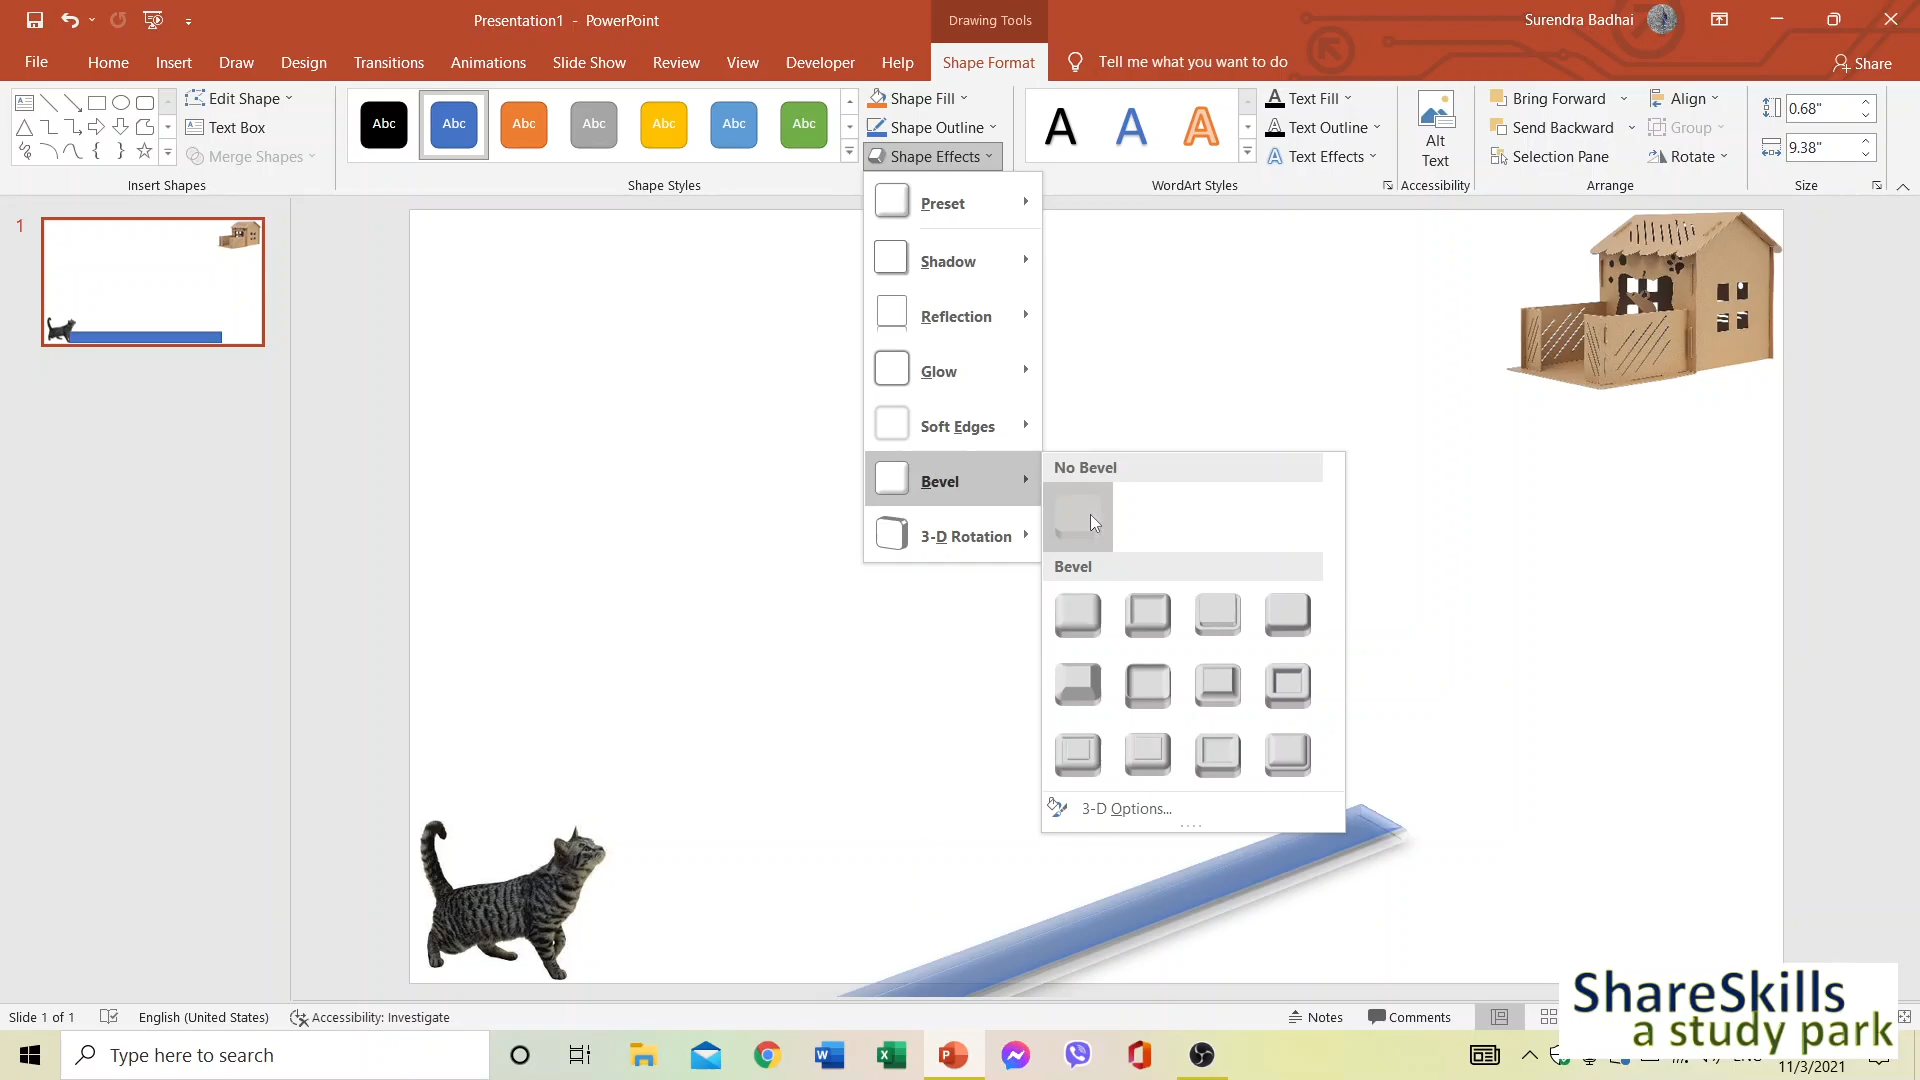 Presentation1 - PowerPoint
Drawing Tools
Surendra Badhai
File
Home
Insert
Draw
Design
Transitions
Animations
Slide Show
Review
View
Developer
Help
Shape Format
Tell me what you want to do
Share
Edit Shape
Text Box
Merge Shapes
Insert Shapes
Abc
Abc
Abc
Abc
Abc
Abc
Abc
Shape Styles
Shape Fill
Shape Outline
Shape Effects
A
A
A
WordArt Styles
Text Fill
Text Outline
Text Effects
Alt
Text
Accessibility
Bring Forward
Send Backward
Selection Pane
Align
Group
Rotate
Arrange
0.68"
9.38"
Size
Preset
Shadow
Reflection
Glow
Soft Edges
Bevel
3-D Rotation
No Bevel
Bevel
3-D Options...
1
Slide 1 of 1
English (United States)
Accessibility: Investigate
Notes
Comments
ShareSkills
a study park
Type here to search
11/3/2021